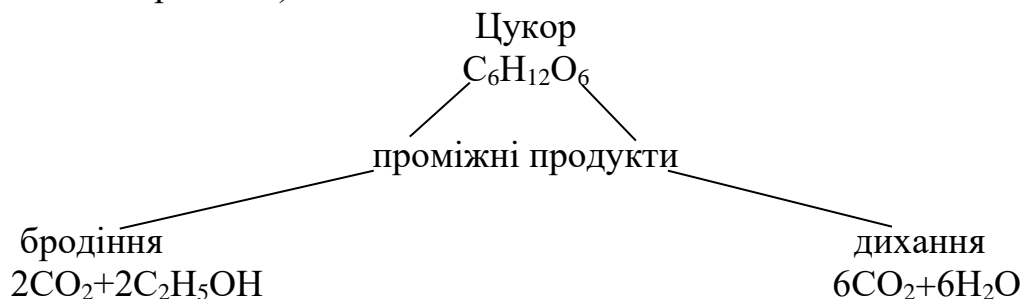 Цукор
C₆H₁₂O₆
проміжні продукти
бродіння дихання
2CO₂+2C₂H₅OH 6CO₂+6H₂O